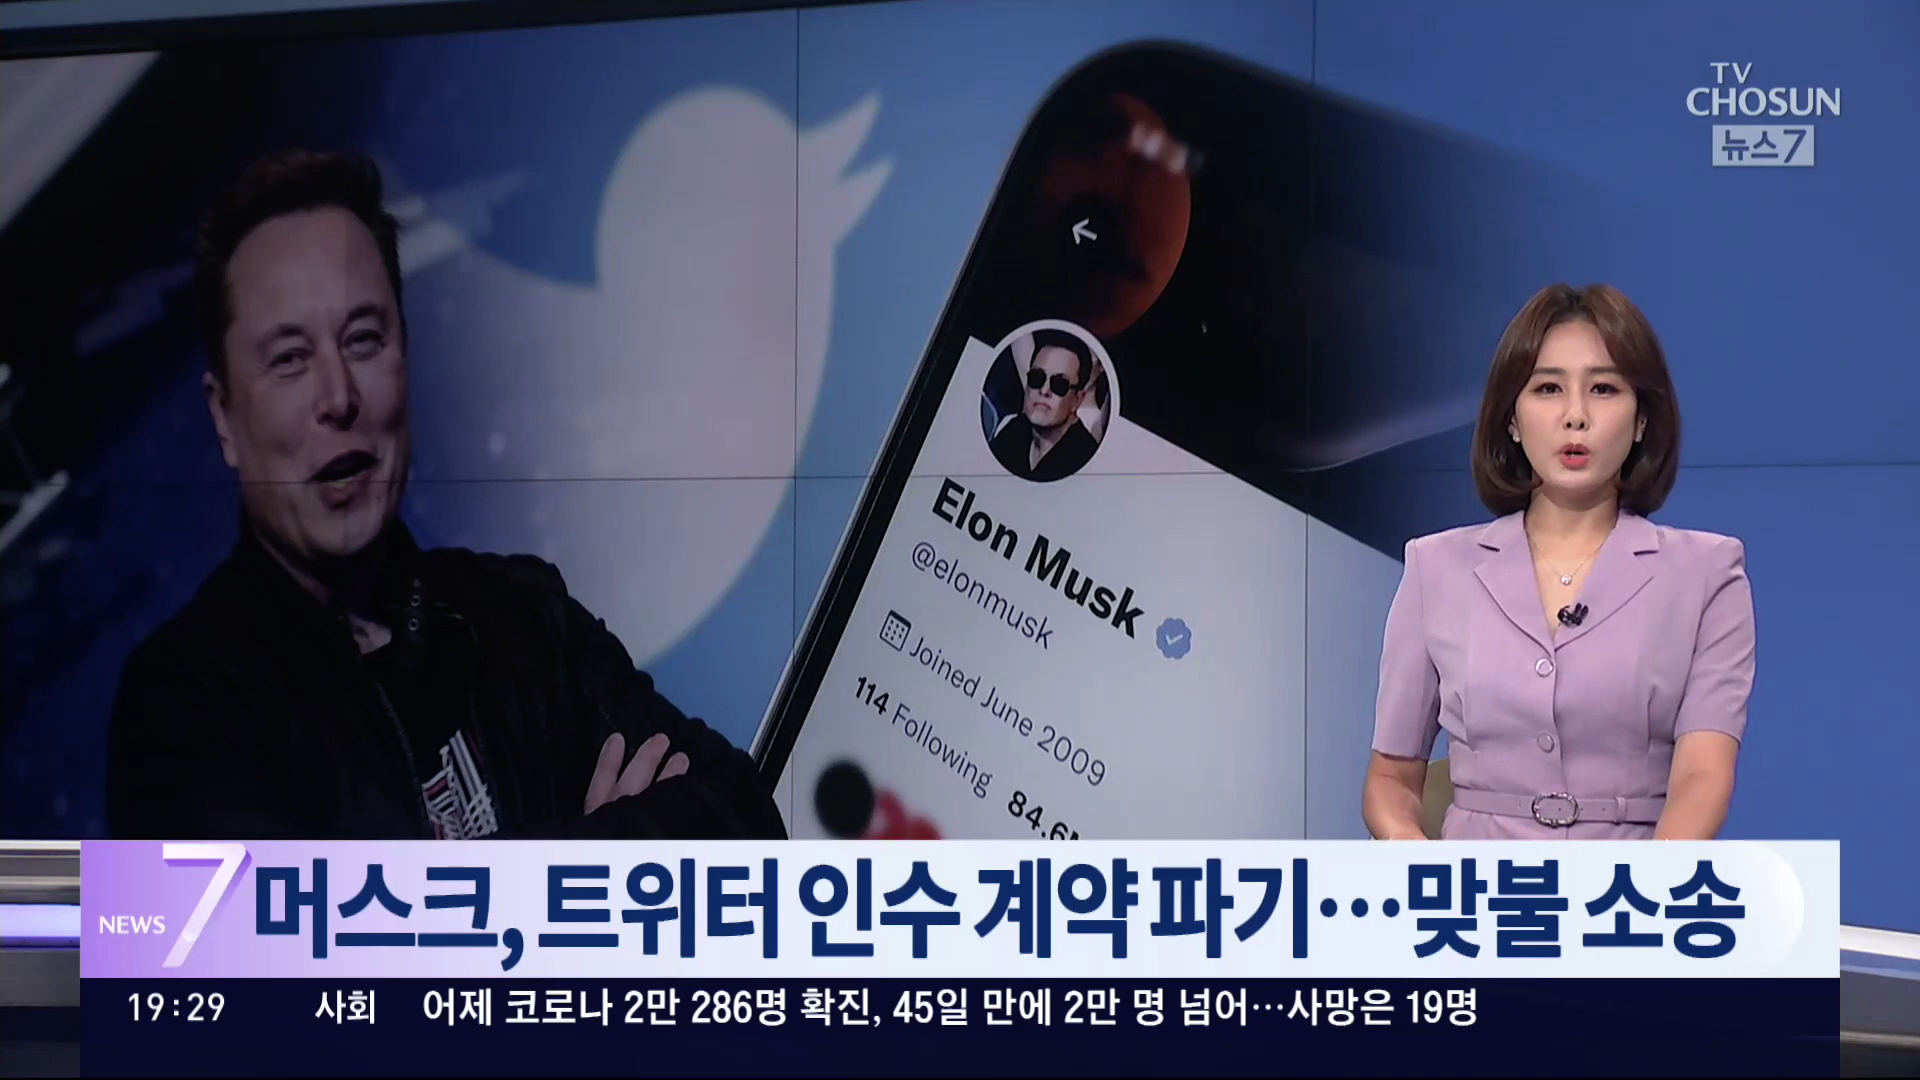 TV
CHOSUN
뉴스7
Elon Musk
@elonmusk
Joined June 2009
114 Following 84.6
NEWS 7 머스크, 트위터 인수 계약 파기…맞불 소송
19:29 사회 어제 코로나 2만 286명 확진, 45일 만에 2만 명 넘어…사망은 19명